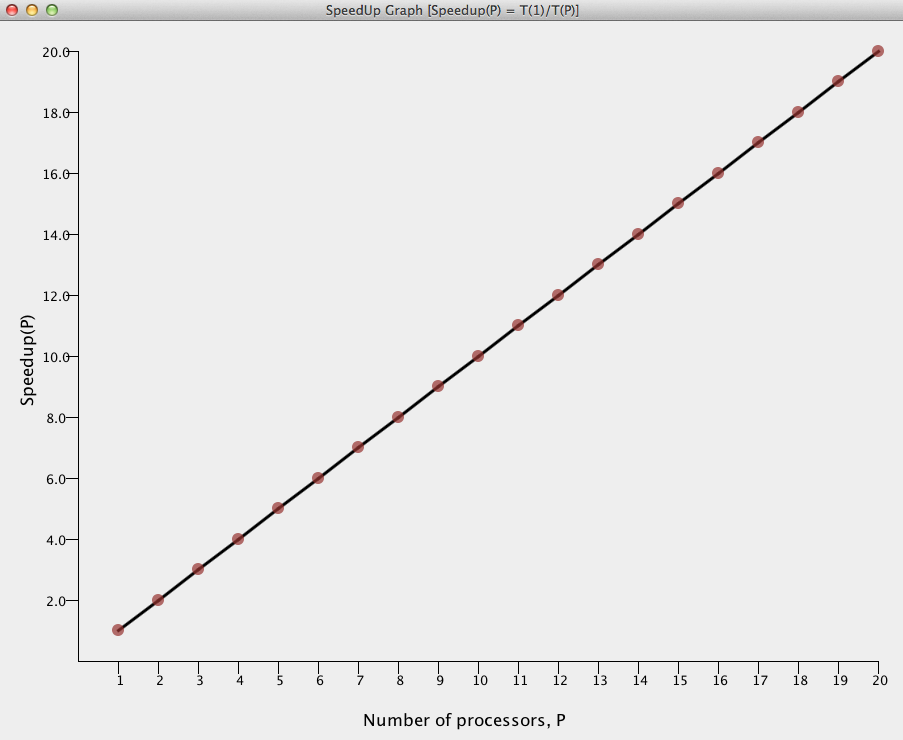 SpeedUp Graph [Speedup(P) = T(1)/T(P)]
20.0
18.0
16.0
14.0
12.0
10.0
8.0
6.0
4.0
2.0
Speedup(P)
1 2 3 4 5 6 7 8 9 10 11 12 13 14 15 16 17 18 19 20
Number of processors, P